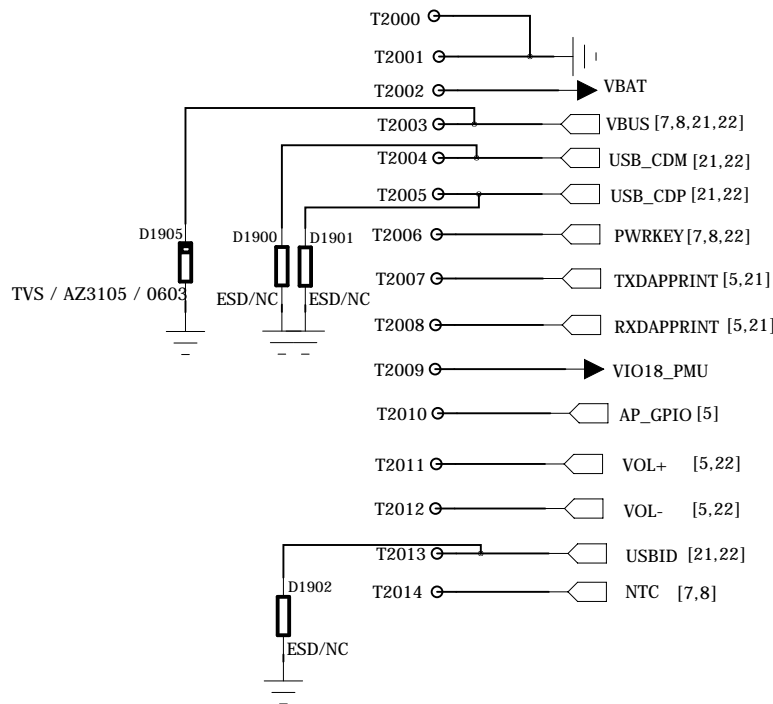 T2000
T2001
T2002 VBAT
T2003 VBUS [7,8,21,22]
T2004 USB_CDM [21,22]
T2005 USB_CDP [21,22]
D1905 D1900 D1901 T2006 PWRKEY [7,8,22]
T2007 TXDAPPRINT [5,21]
TVS / AZ3105 / 0603 ESD/NC ESD/NC
T2008 RXDAPPRINT [5,21]
T2009 VIO18_PMU
T2010 AP_GPIO [5]
T2011 VOL+ [5,22]
T2012 VOL- [5,22]
T2013 USBID [21,22]
D1902 T2014 NTC [7,8]
ESD/NC